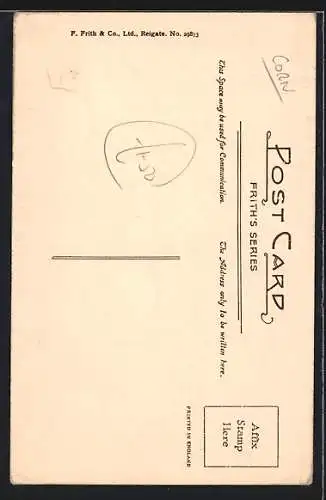 F. Frith & Co., Ltd., Reigate. No. 29873
CORN
POST CARD
FRITH'S SERIES
This Space may be used for Communication.
The Address only to be written here.
Affix
Stamp
Here
PRINTED IN ENGLAND